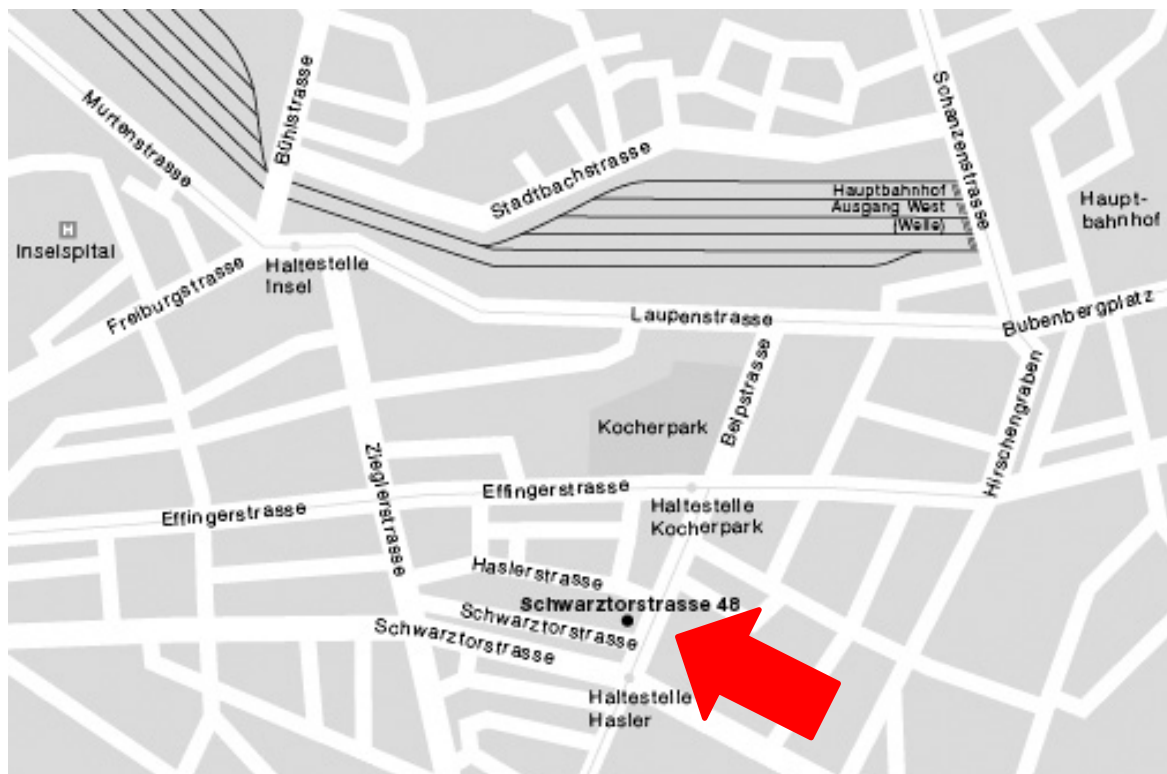 Murtenstrasse
Bühlstrasse
Schanzenstrasse
Stadtbachstrasse
Hauptbahnhof
Ausgang West
(Welle)
Haupt-
bahnhof
H
Inselspital
Haltestelle
Insel
Freiburgstrasse
Laupenstrasse
Bubenbergplatz
Belpstrasse
Kocherpark
Hirschengraben
Zieglerstrasse
Effingerstrasse
Effingerstrasse
Haltestelle
Kocherpark
Haslerstrasse
Schwarztorstrasse 48
Schwarztorstrasse
Schwarztorstrasse
Haltestelle
Hasler